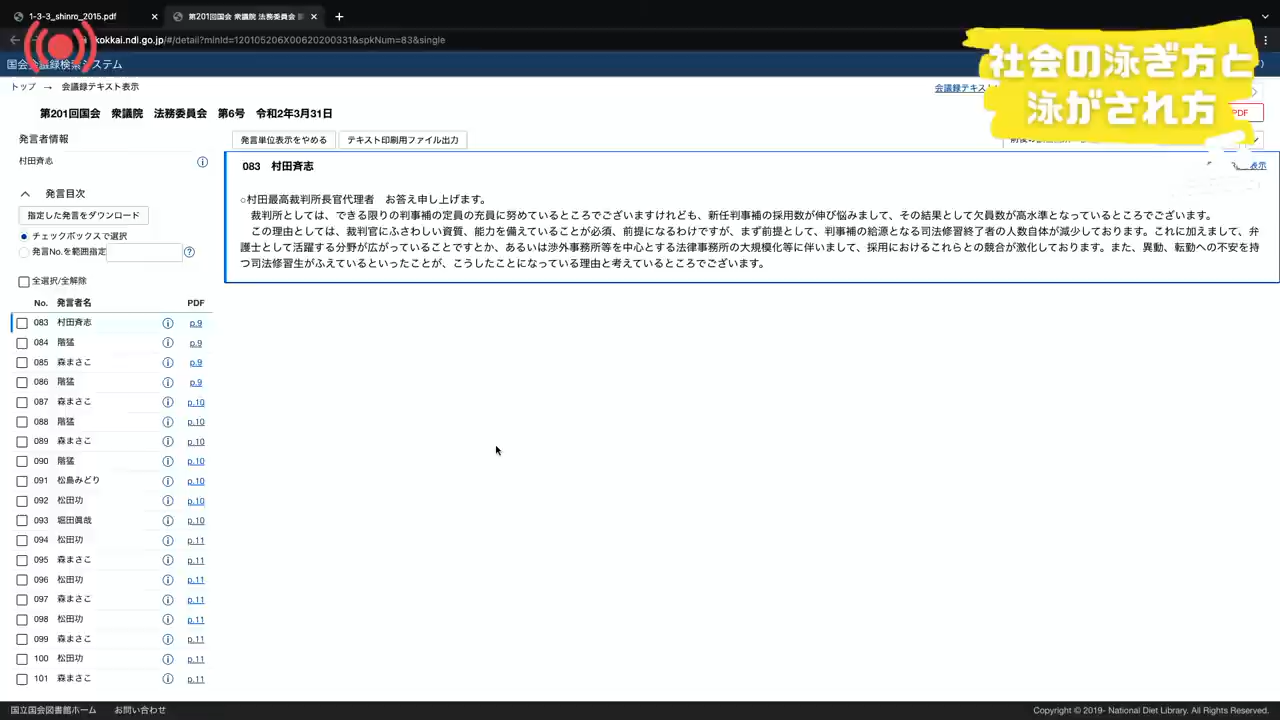 1-3-3_shinro_2015.pdf
第201回国会 衆議院 法務委員会
kokkai.ndl.go.jp/#/detail?minId=120105206X00620200331&spkNum=83&single
社会の泳ぎ方と
泳がされ方
国会会議録検索システム
トップ → 会議録テキスト表示
会議録テキスト
第201回国会 衆議院 法務委員会 第6号 令和2年3月31日
PDF
発言者情報
発言単位表示をやめる
テキスト印刷用ファイル出力
村田斉志
083 村田斉志
表示
○村田最高裁判所長官代理者 お答え申し上げます。
裁判所としては、できる限りの判事補の定員の充員に努めているところでございますけれども、新任判事補の採用数が伸び悩みまして、その結果として欠員数が高水準となっているところでございます。
この理由としては、裁判官にふさわしい資質、能力を備えていることが必須、前提になるわけですが、まず前提として、判事補の給源となる司法修習終了者の人数自体が減少しております。これに加えまして、弁
護士として活躍する分野が広がっていることですとか、あるいは渉外事務所等を中心とする法律事務所の大規模化等に伴いまして、採用におけるこれらとの競合が激化しております。また、異動、転勤への不安を持
つ司法修習生がふえているといったことが、こうしたことになっている理由と考えているところでございます。
発言目次
指定した発言をダウンロード
チェックボックスで選択
発言No.を範囲指定
全選択/全解除
No. 発言者名 PDF
083 村田斉志 p.9
084 階猛 p.9
085 森まさこ p.9
086 階猛 p.9
087 森まさこ p.10
088 階猛 p.10
089 森まさこ p.10
090 階猛 p.10
091 松島みどり p.10
092 松田功 p.10
093 堀田眞哉 p.10
094 松田功 p.11
095 森まさこ p.11
096 松田功 p.11
097 森まさこ p.11
098 松田功 p.11
099 森まさこ p.11
100 松田功 p.11
101 森まさこ p.11
国立国会図書館ホーム お問い合わせ
Copyright © 2019- National Diet Library. All Rights Reserved.